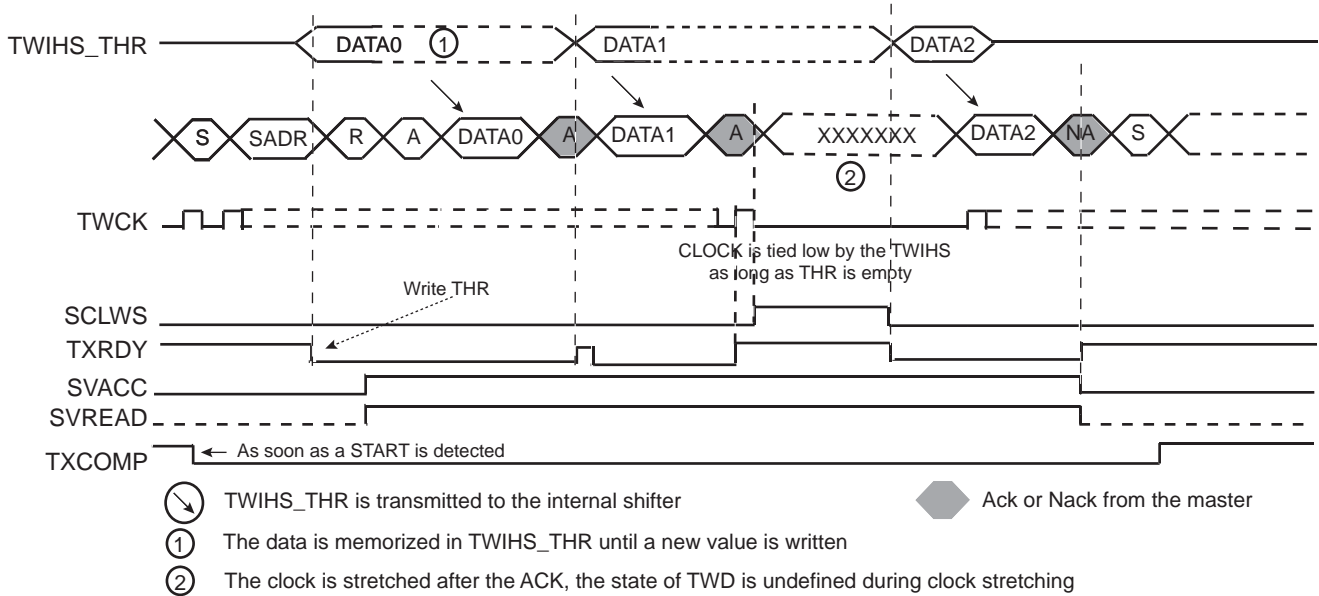 TWIHS_THR DATA0 1 DATA1 DATA2
S SADR R A DATA0 A DATA1 A XXXXXXX DATA2 NA S
2
TWCK
CLOCK is tied low by the TWIHS
as long as THR is empty
Write THR
SCLWS
TXRDY
SVACC
SVREAD
TXCOMP As soon as a START is detected
TWIHS_THR is transmitted to the internal shifter
Ack or Nack from the master
1 The data is memorized in TWIHS_THR until a new value is written
2 The clock is stretched after the ACK, the state of TWD is undefined during clock stretching